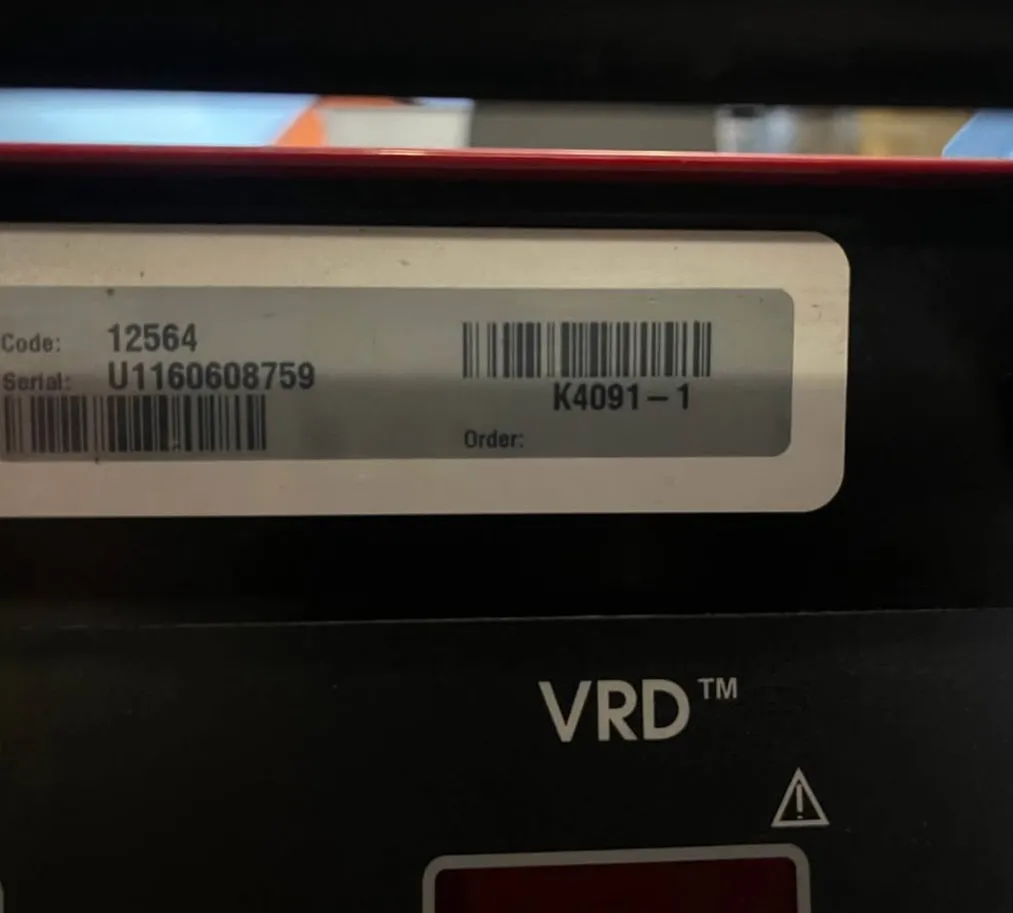 Code: 12564
Serial: U1160608759
K4091-1
Order:
VRD™